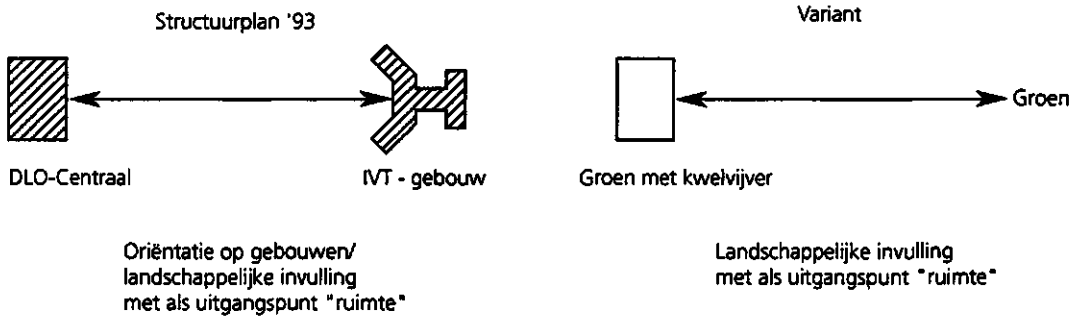 Structuurplan '93
Variant
Groen
DLO-Centraal
IVT - gebouw
Groen met kwelvijver
Oriëntatie op gebouwen/
landschappelijke invulling
met als uitgangspunt "ruimte"
Landschappelijke invulling
met als uitgangspunt "ruimte"